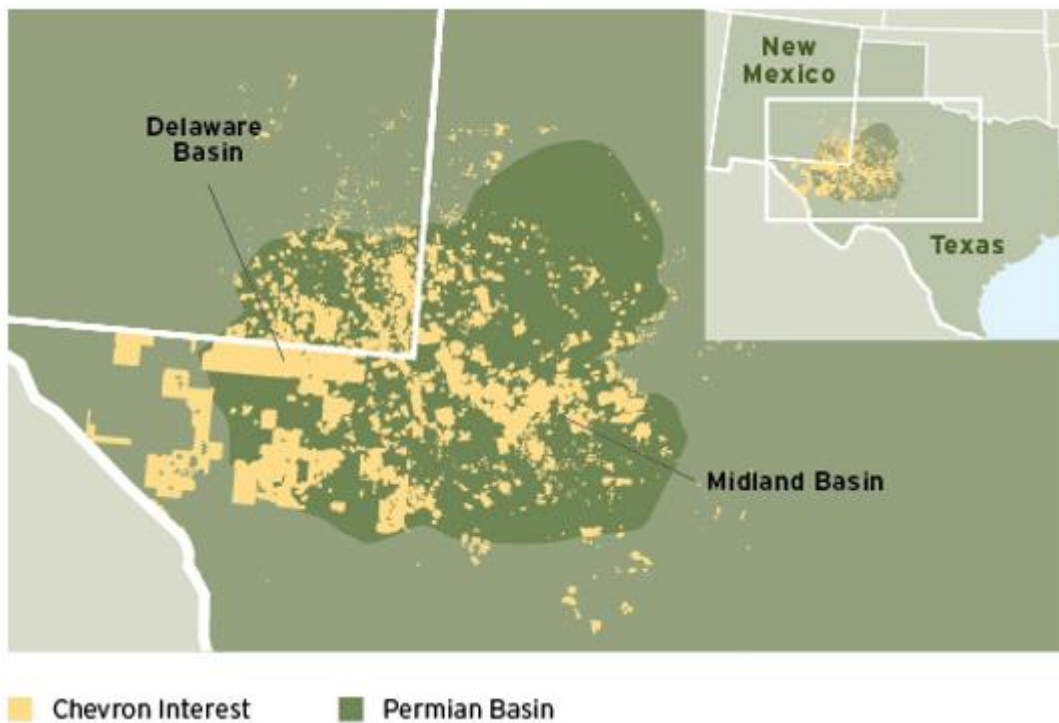 New
Mexico
Delaware
Basin
Texas
Midland Basin
Chevron Interest
Permian Basin